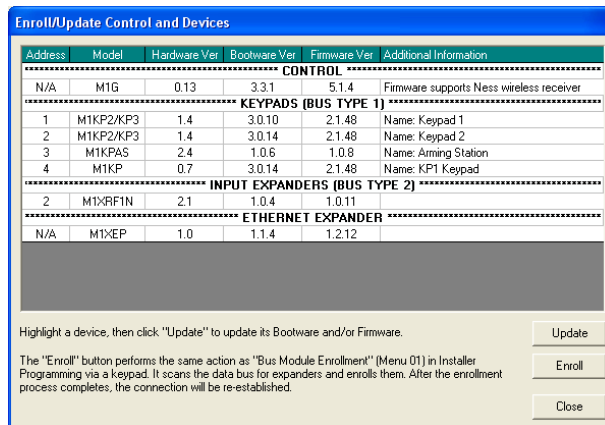 Enroll/Update Control and Devices
Address Model Hardware Ver Bootware Ver Firmware Ver Additional Information
CONTROL
N/A M1G 0.13 3.3.1 5.1.4 Firmware supports Ness wireless receiver
KEYPADS (BUS TYPE 1)
1 M1KP2/KP3 1.4 3.0.10 2.1.48 Name: Keypad 1
2 M1KP2/KP3 1.4 3.0.14 2.1.48 Name: Keypad 2
3 M1KPAS 2.4 1.0.6 1.0.8 Name: Arming Station
4 M1KP 0.7 3.0.14 2.1.48 Name: KP1 Keypad
INPUT EXPANDERS (BUS TYPE 2)
2 M1XRF1N 2.1 1.0.4 1.0.11
ETHERNET EXPANDER
N/A M1XEP 1.0 1.1.4 1.2.12
Highlight a device, then click "Update" to update its Bootware and/or Firmware.
Update
The "Enroll" button performs the same action as "Bus Module Enrollment" (Menu 01) in Installer
Programming via a keypad. It scans the data bus for expanders and enrolls them. After the enrollment
process completes, the connection will be re-established.
Enroll
Close